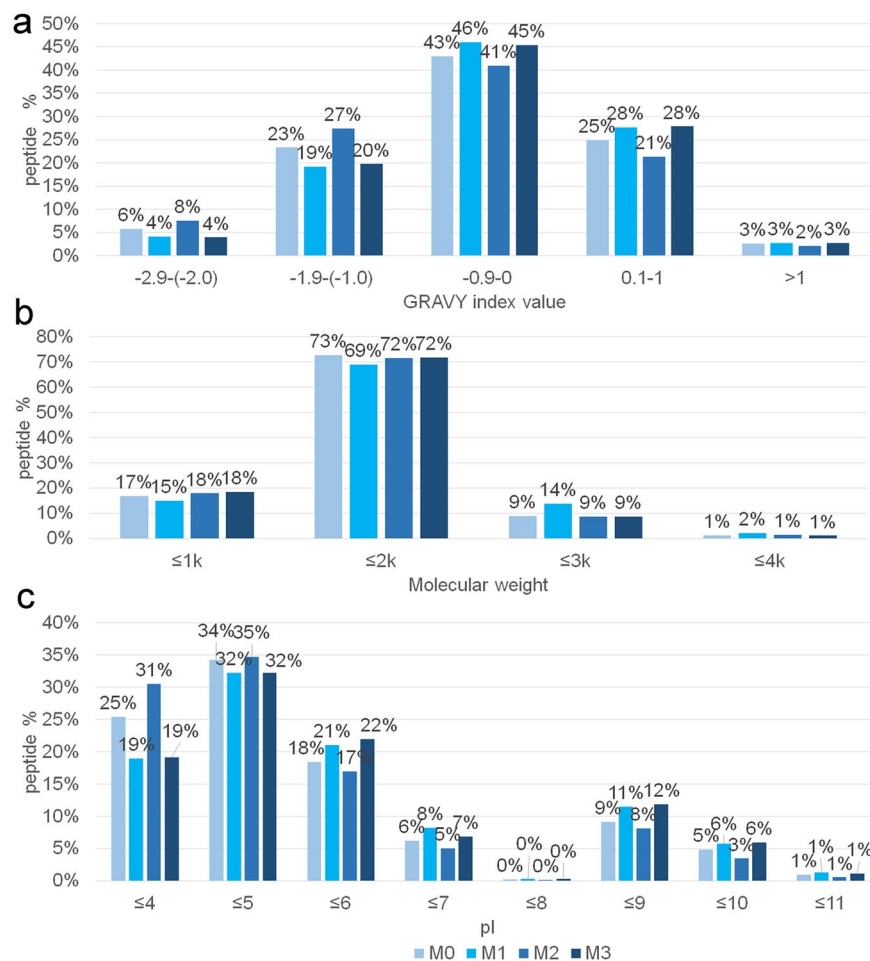 a
50%
45%
40%
35%
30%
25%
20%
15%
10%
5%
0%
peptide %
6% 4% 8% 4%
23% 19% 27% 20%
43% 46% 41% 45%
25% 28% 21% 28%
3% 3% 2% 3%
-2.9-(-2.0) -1.9-(-1.0) -0.9-0 0.1-1 >1
GRAVY index value
b
80%
70%
60%
50%
40%
30%
20%
10%
0%
peptide %
17% 15% 18% 18%
73% 69% 72% 72%
9% 14% 9% 9%
1% 2% 1% 1%
≤1k ≤2k ≤3k ≤4k
Molecular weight
c
40%
35%
30%
25%
20%
15%
10%
5%
0%
peptide %
25% 19% 31% 19%
34% 32% 35% 32%
18% 21% 17% 22%
6% 8% 5% 7%
0% 0% 0% 0%
9% 11% 8% 12%
5% 6% 3% 6%
1% 1% 1% 1%
≤4 ≤5 ≤6 ≤7 ≤8 ≤9 ≤10 ≤11
pI
M0 M1 M2 M3